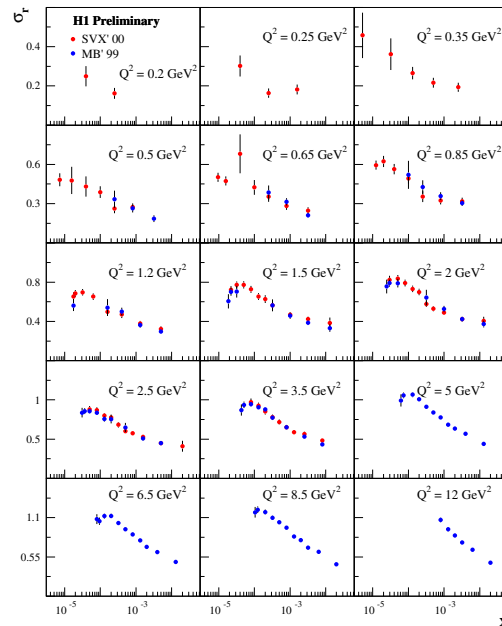 σr
H1 Preliminary
SVX' 00
MB' 99
Q² = 0.2 GeV²
Q² = 0.25 GeV²
Q² = 0.35 GeV²
0.4
0.2
Q² = 0.5 GeV²
Q² = 0.65 GeV²
Q² = 0.85 GeV²
0.6
0.3
Q² = 1.2 GeV²
Q² = 1.5 GeV²
Q² = 2 GeV²
0.8
0.4
Q² = 2.5 GeV²
Q² = 3.5 GeV²
Q² = 5 GeV²
1
0.5
Q² = 6.5 GeV²
Q² = 8.5 GeV²
Q² = 12 GeV²
1.1
0.55
10⁻⁵ 10⁻³ 10⁻⁵ 10⁻³ 10⁻⁵ 10⁻³